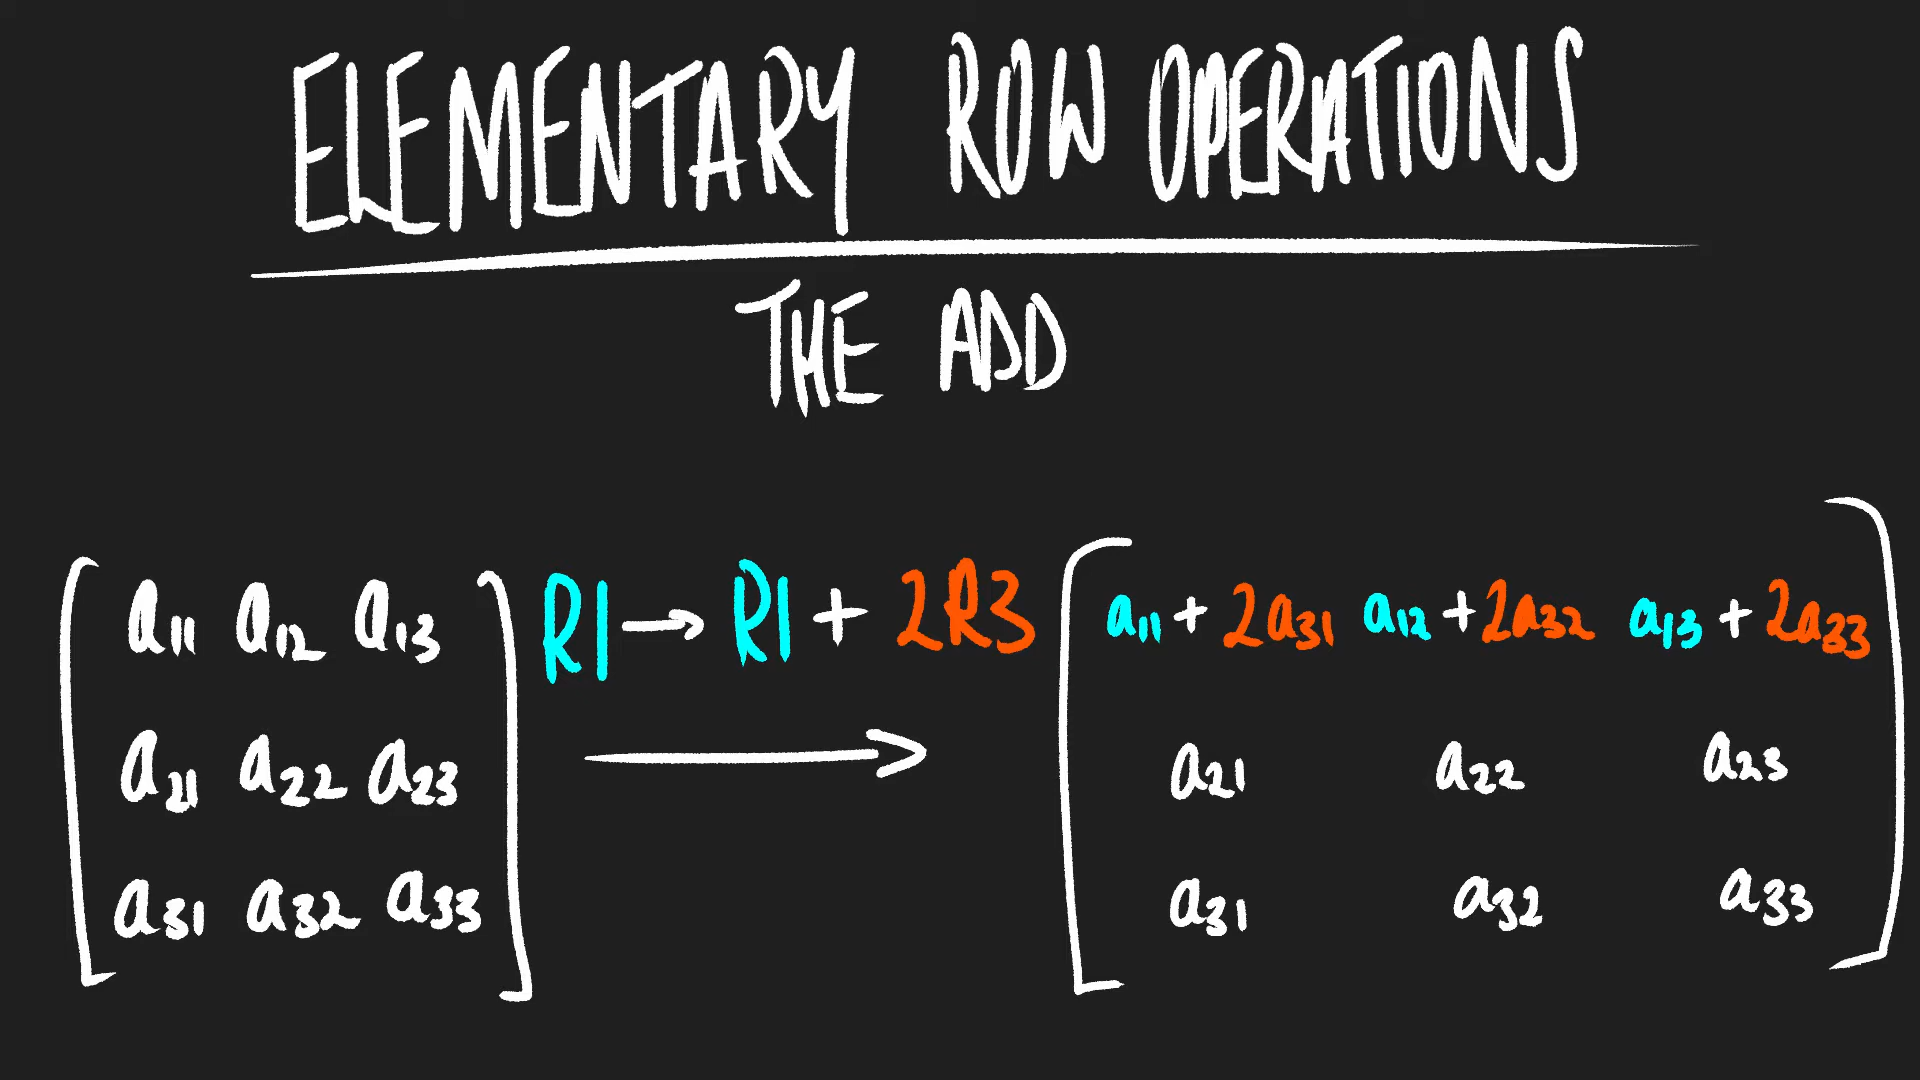 ELEMENTARY ROW OPERATIONS
THE ADD
a11 a12 a13 R1 → R1 + 2R3 a11 + 2a31 a12 + 2a32 a13 + 2a33
a21 a22 a23 → a21 a22 a23
a31 a32 a33 a31 a32 a33